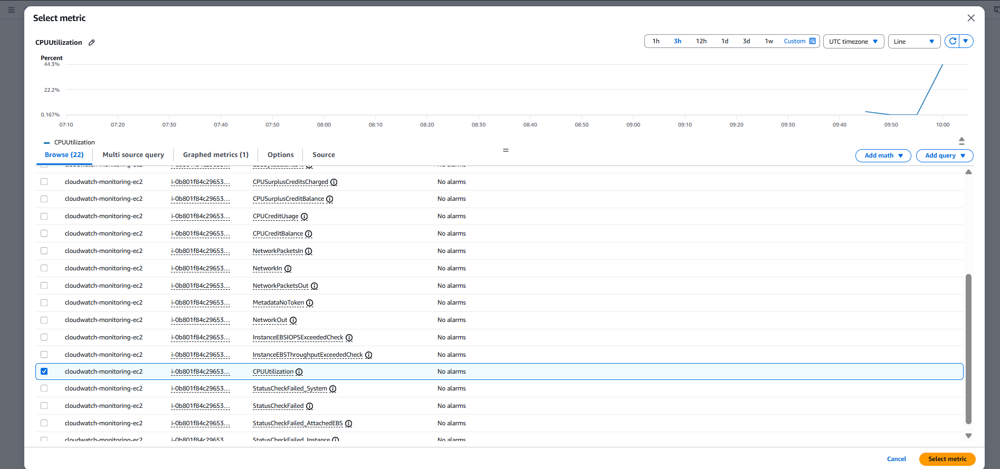 Select metric
CPUUtilization
1h 3h 12h 1d 3d 1w Custom UTC timezone Line
Percent
44.3%
22.2%
0.167%
07:10 07:20 07:30 07:40 07:50 08:00 08:10 08:20 08:30 08:40 08:50 09:00 09:10 09:20 09:30 09:40 09:50 10:00
CPUUtilization
Browse (22) Multi source query Graphed metrics (1) Options Source Add math Add query
cloudwatch-monitoring-ec2 i-0b801f84c29653... CPUSurplusCreditsCharged No alarms
cloudwatch-monitoring-ec2 i-0b801f84c29653... CPUSurplusCreditBalance No alarms
cloudwatch-monitoring-ec2 i-0b801f84c29653... CPUCreditUsage No alarms
cloudwatch-monitoring-ec2 i-0b801f84c29653... CPUCreditBalance No alarms
cloudwatch-monitoring-ec2 i-0b801f84c29653... NetworkPacketsIn No alarms
cloudwatch-monitoring-ec2 i-0b801f84c29653... NetworkIn No alarms
cloudwatch-monitoring-ec2 i-0b801f84c29653... NetworkPacketsOut No alarms
cloudwatch-monitoring-ec2 i-0b801f84c29653... MetadataNoToken No alarms
cloudwatch-monitoring-ec2 i-0b801f84c29653... NetworkOut No alarms
cloudwatch-monitoring-ec2 i-0b801f84c29653... InstanceEBSIOPSExceededCheck No alarms
cloudwatch-monitoring-ec2 i-0b801f84c29653... InstanceEBSThroughputExceededCheck No alarms
cloudwatch-monitoring-ec2 i-0b801f84c29653... CPUUtilization No alarms
cloudwatch-monitoring-ec2 i-0b801f84c29653... StatusCheckFailed_System No alarms
cloudwatch-monitoring-ec2 i-0b801f84c29653... StatusCheckFailed No alarms
cloudwatch-monitoring-ec2 i-0b801f84c29653... StatusCheckFailed_AttachedEBS No alarms
cloudwatch-monitoring-ec2 i-0b801f84c29653 StatusCheckFailed_Instance No alarms
Cancel Select metric